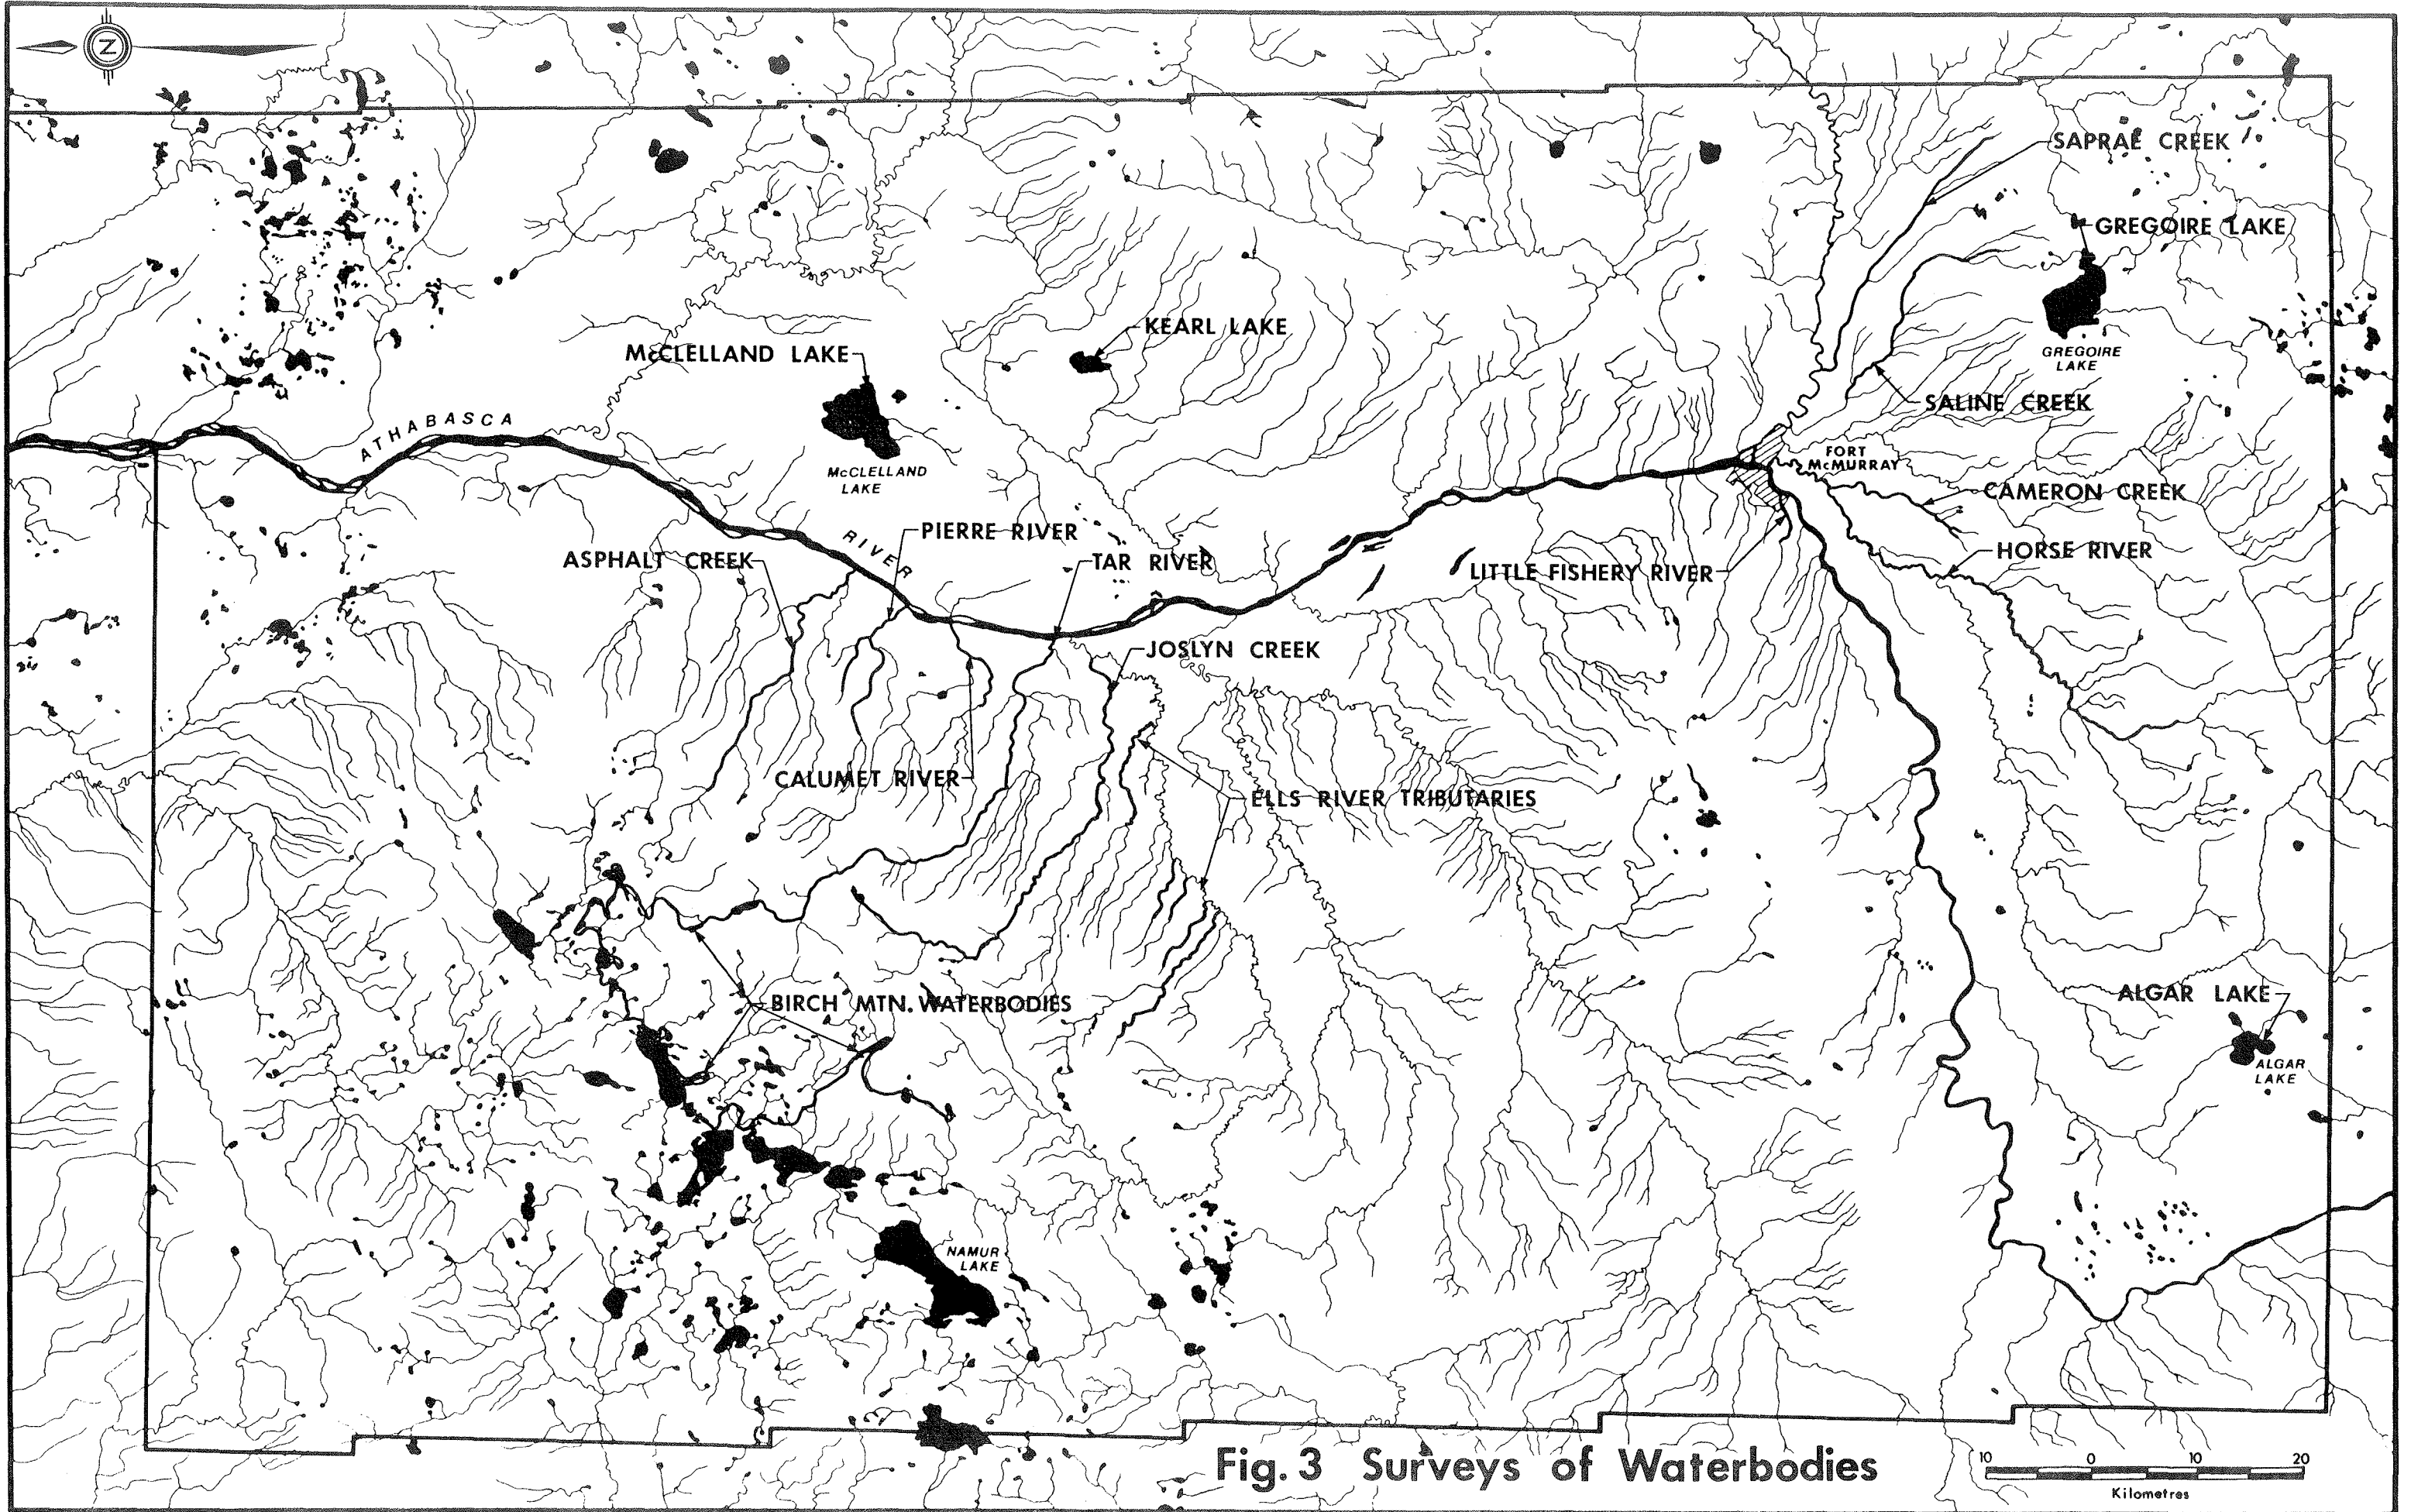 N
SAPRAE CREEK
GREGOIRE LAKE
KEARL LAKE
McCLELLAND LAKE
GREGOIRE
LAKE
SALINE CREEK
ATHABASCA
FORT
McMURRAY
McCLELLAND
LAKE
CAMERON CREEK
PIERRE RIVER
RIVER
ASPHALT CREEK
TAR RIVER
HORSE RIVER
LITTLE FISHERY RIVER
JOSLYN CREEK
CALUMET RIVER
ELLS RIVER TRIBUTARIES
BIRCH MTN. WATERBODIES
ALGAR LAKE
ALGAR
LAKE
NAMUR
LAKE
Fig. 3 Surveys of Waterbodies
10 0 10 20
Kilometres